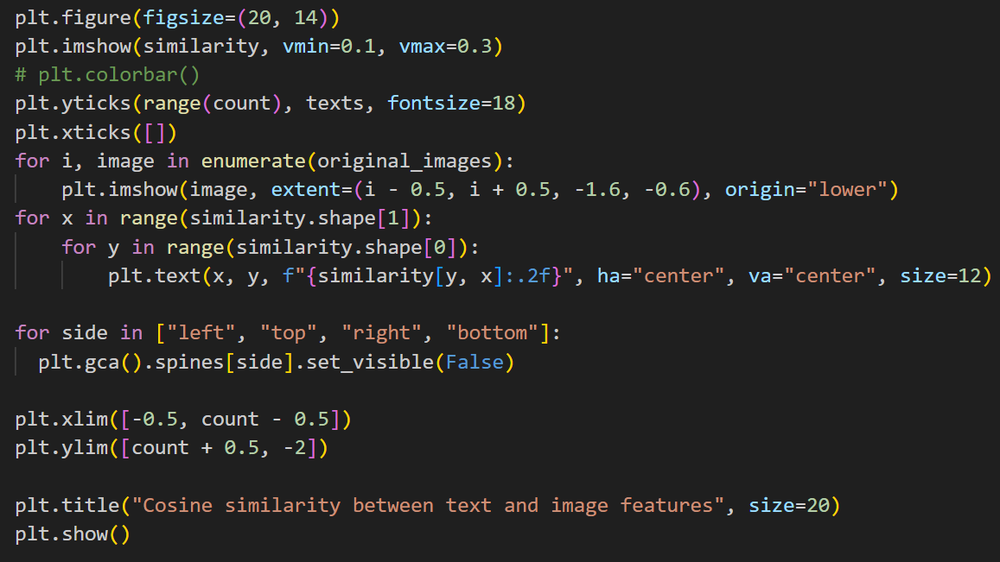 plt.figure(figsize=(20, 14))
plt.imshow(similarity, vmin=0.1, vmax=0.3)
# plt.colorbar()
plt.yticks(range(count), texts, fontsize=18)
plt.xticks([])
for i, image in enumerate(original_images):
    plt.imshow(image, extent=(i - 0.5, i + 0.5, -1.6, -0.6), origin="lower")
for x in range(similarity.shape[1]):
    for y in range(similarity.shape[0]):
        plt.text(x, y, f"{similarity[y, x]:.2f}", ha="center", va="center", size=12)

for side in ["left", "top", "right", "bottom"]:
  plt.gca().spines[side].set_visible(False)

plt.xlim([-0.5, count - 0.5])
plt.ylim([count + 0.5, -2])

plt.title("Cosine similarity between text and image features", size=20)
plt.show()